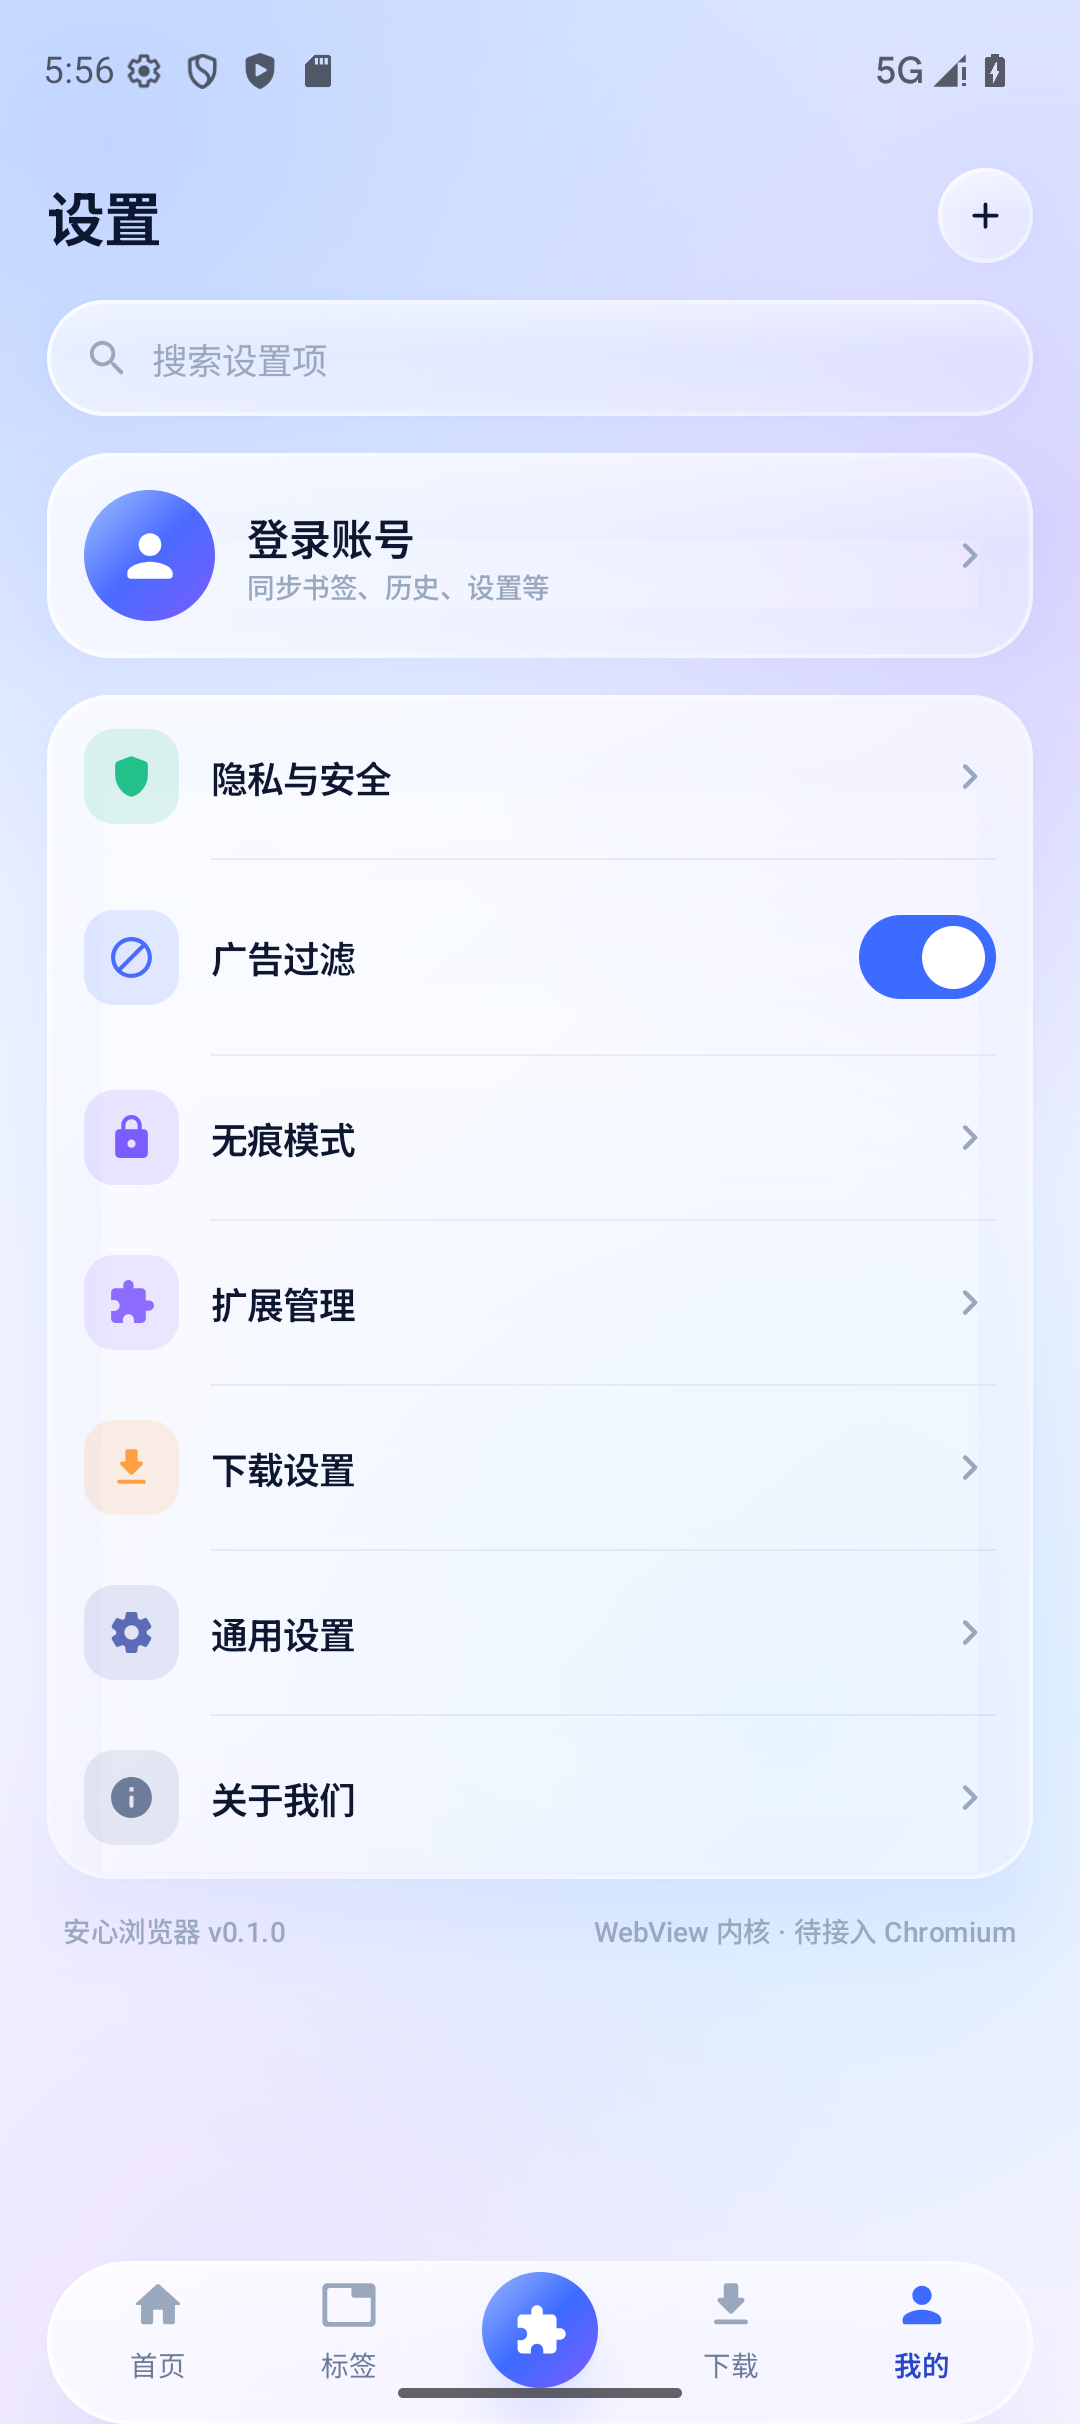 5:56
5G
设置
搜索设置项
登录账号
同步书签、历史、设置等
隐私与安全
广告过滤
无痕模式
扩展管理
下载设置
通用设置
关于我们
安心浏览器 v0.1.0
WebView 内核 · 待接入 Chromium
首页
标签
下载
我的